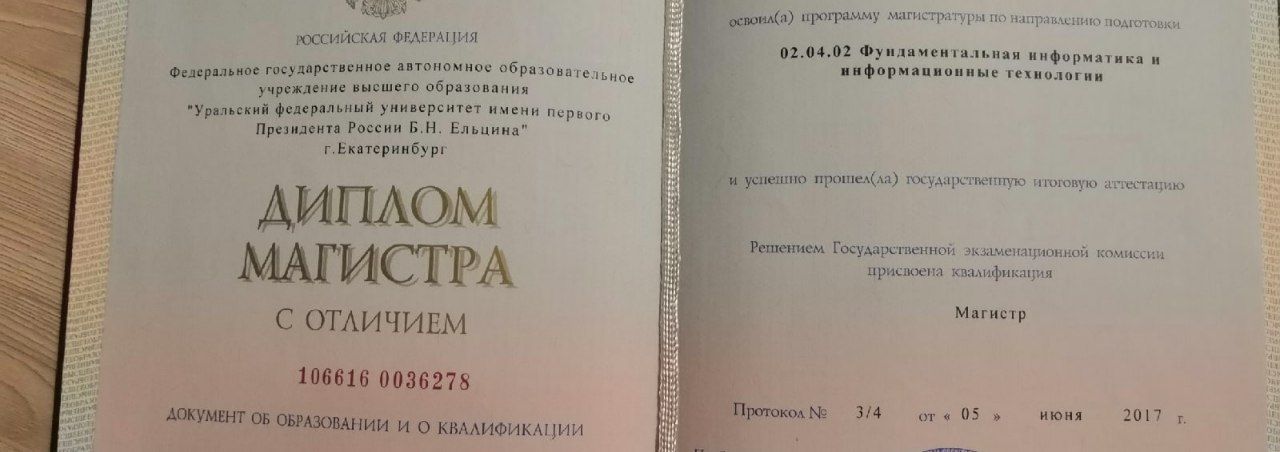 РОССИЙСКАЯ ФЕДЕРАЦИЯ
Федеральное государственное автономное образовательное
учреждение высшего образования
"Уральский федеральный университет имени первого
Президента России Б.Н. Ельцина"
г.Екатеринбург
ДИПЛОМ
МАГИСТРА
С ОТЛИЧИЕМ
106616 0036278
ДОКУМЕНТ ОБ ОБРАЗОВАНИИ И О КВАЛИФИКАЦИИ
освоил(а) программу магистратуры по направлению подготовки
02.04.02 Фундаментальная информатика и
информационные технологии
и успешно прошел(ла) государственную итоговую аттестацию
Решением Государственной экзаменационной комиссии
присвоена квалификация
Магистр
Протокол № 3/4 от « 05 » июня 2017 г.